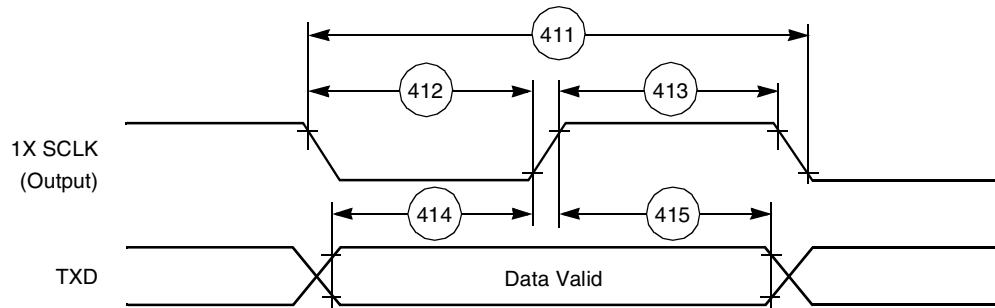 411
412
413
1X SCLK
(Output)
414
415
TXD
Data Valid